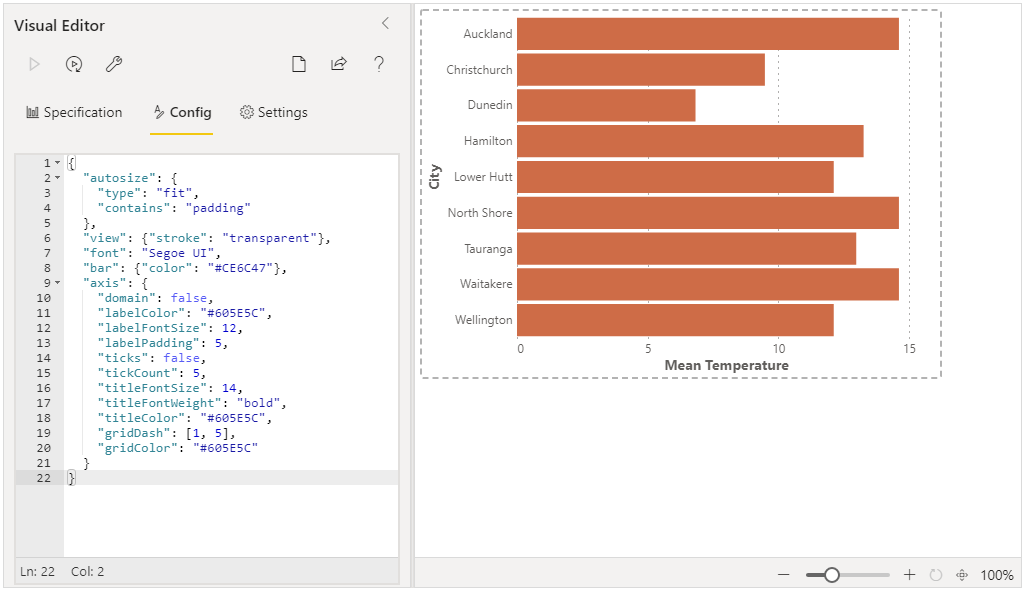 Visual Editor
Specification
Config
Settings
1 {
2 "autosize": {
3 "type": "fit",
4 "contains": "padding"
5 },
6 "view": {"stroke": "transparent"},
7 "font": "Segoe UI",
8 "bar": {"color": "#CE6C47"},
9 "axis": {
10 "domain": false,
11 "labelColor": "#605E5C",
12 "labelFontSize": 12,
13 "labelPadding": 5,
14 "ticks": false,
15 "tickCount": 5,
16 "titleFontSize": 14,
17 "titleFontWeight": "bold",
18 "titleColor": "#605E5C",
19 "gridDash": [1, 5],
20 "gridColor": "#605E5C"
21 }
22 }
Ln: 22 Col: 2
City
Auckland
Christchurch
Dunedin
Hamilton
Lower Hutt
North Shore
Tauranga
Waitakere
Wellington
0 5 10 15
Mean Temperature
100%